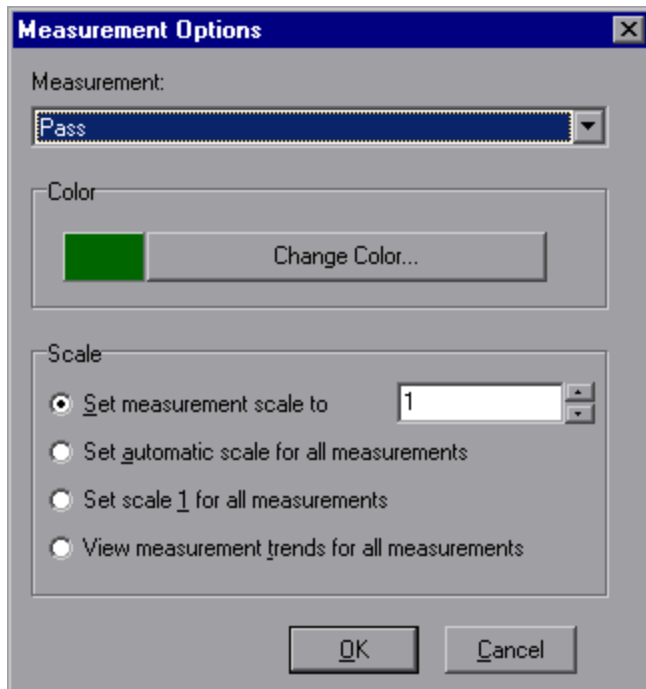 Measurement Options
Measurement:
Pass
Color
Change Color...
Scale
Set measurement scale to 1
Set automatic scale for all measurements
Set scale 1 for all measurements
View measurement trends for all measurements
OK Cancel